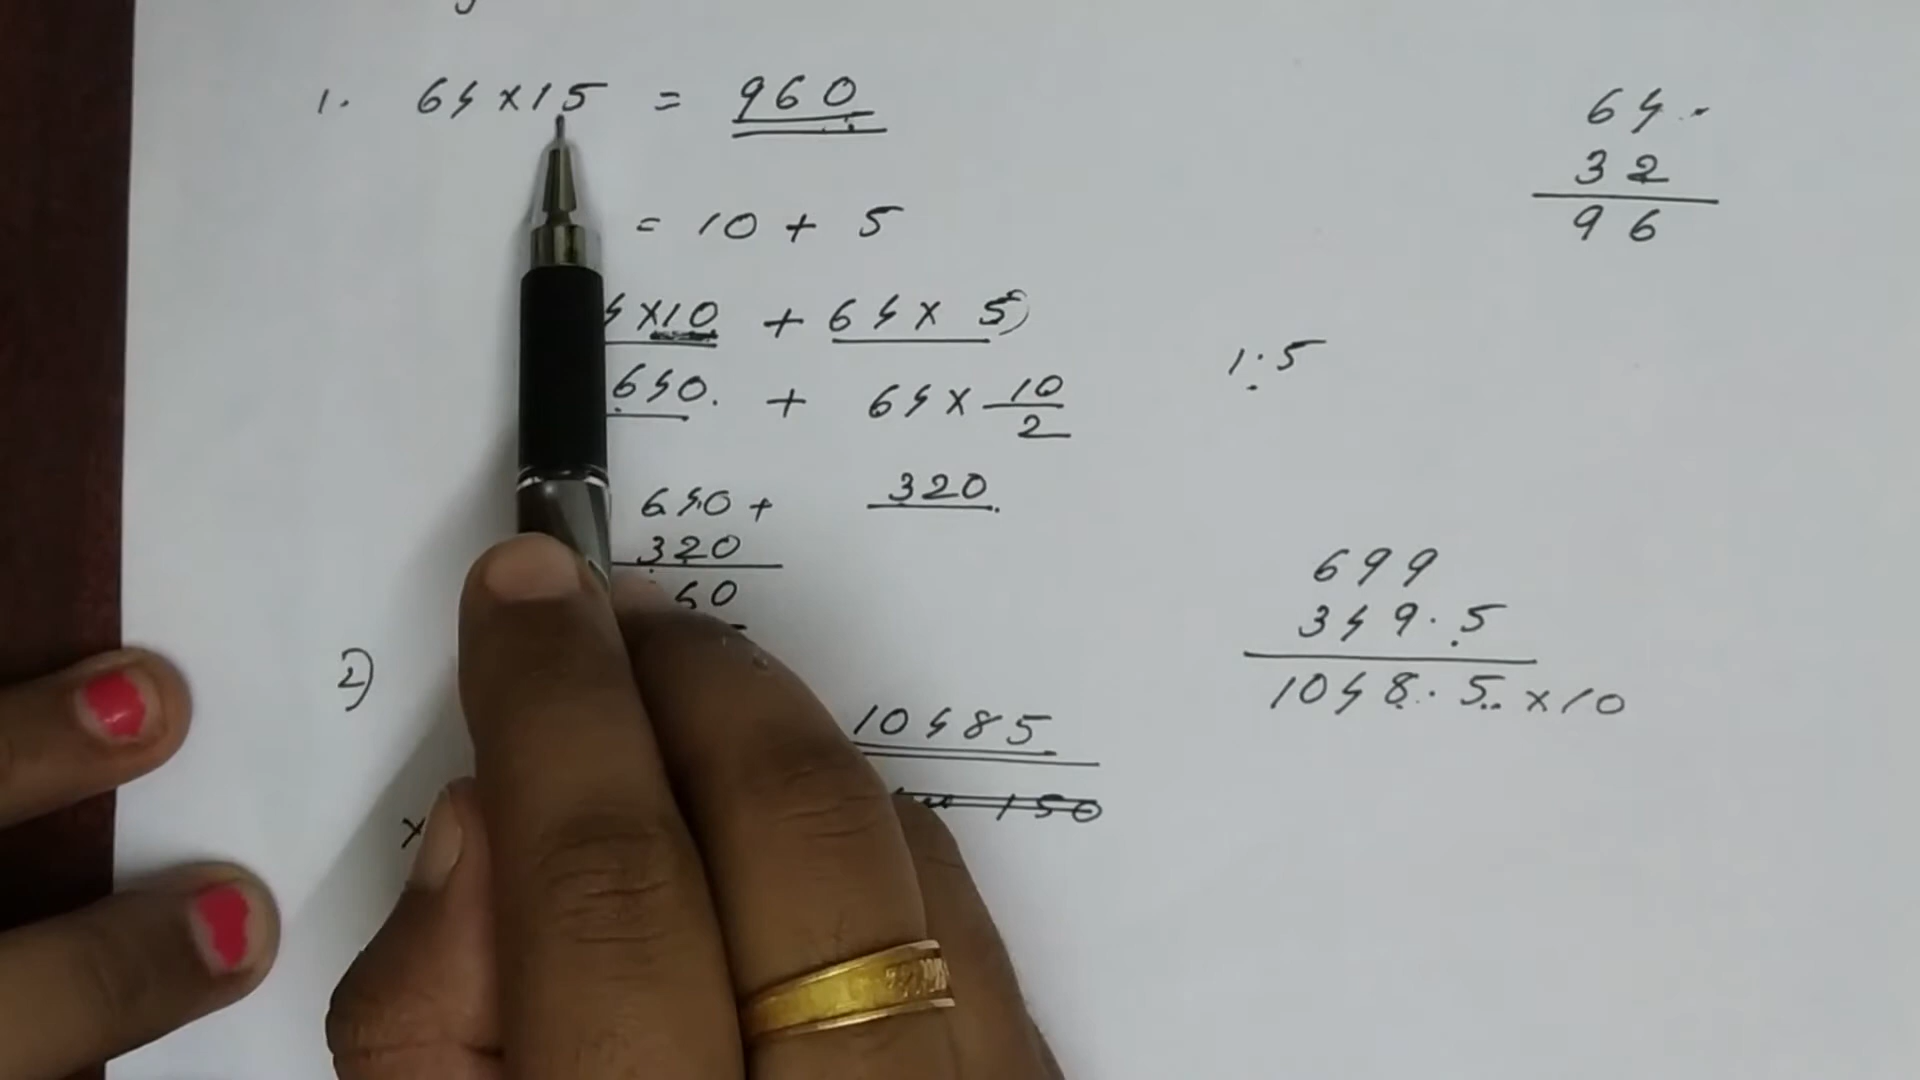 1. 64 x 15 = 960
= 10 + 5
4 x 10 + 64 x 5)
640. + 64 x 10/2
640 + 320
320
60
2)
10485
x
150
64
32
96
1.5
699
349.5
1048.5 x 10